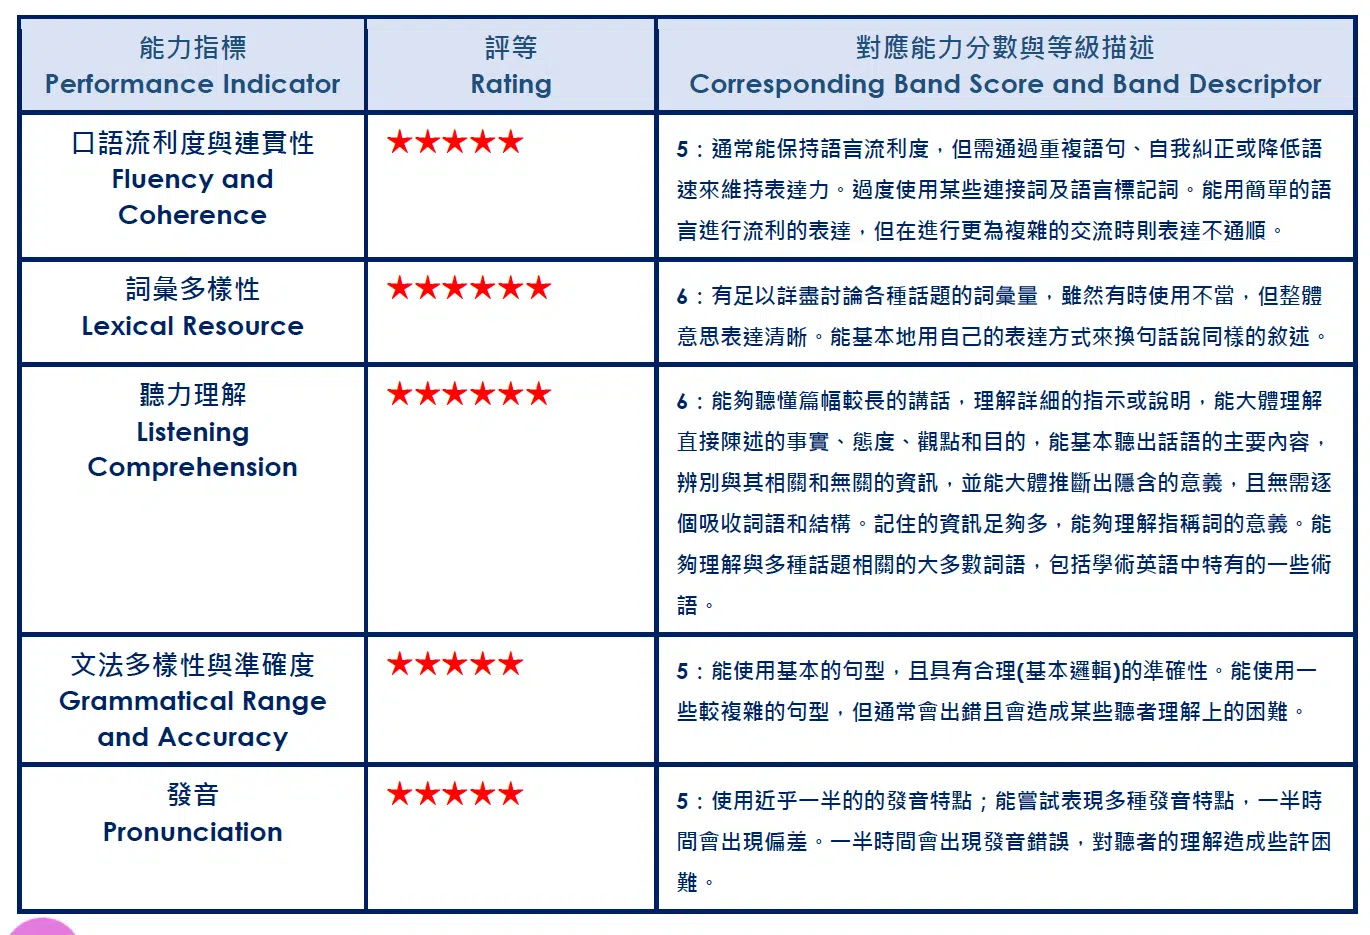 能力指標
Performance Indicator
評等
Rating
對應能力分數與等級描述
Corresponding Band Score and Band Descriptor
口語流利度與連貫性
Fluency and
Coherence
★★★★★
5：通常能保持語言流利度，但需通過重複語句、自我糾正或降低語
速來維持表達力。過度使用某些連接詞及語言標記詞。能用簡單的語
言進行流利的表達，但在進行更為複雜的交流時則表達不通順。
詞彙多樣性
Lexical Resource
★★★★★★
6：有足以詳盡討論各種話題的詞彙量，雖然有時使用不當，但整體
意思表達清晰。能基本地用自己的表達方式來換句話說同樣的敘述。
聽力理解
Listening
Comprehension
★★★★★★
6：能夠聽懂篇幅較長的講話，理解詳細的指示或說明，能大體理解
直接陳述的事實、態度、觀點和目的，能基本聽出話語的主要內容，
辨別與其相關和無關的資訊，並能大體推斷出隱含的意義，且無需逐
個吸收詞語和結構。記住的資訊足夠多，能夠理解指稱詞的意義。能
夠理解與多種話題相關的大多數詞語，包括學術英語中特有的一些術
語。
文法多樣性與準確度
Grammatical Range
and Accuracy
★★★★★
5：能使用基本的句型，且具有合理(基本邏輯)的準確性。能使用一
些較複雜的句型，但通常會出錯且會造成某些聽者理解上的困難。
發音
Pronunciation
★★★★★
5：使用近乎一半的的發音特點；能嘗試表現多種發音特點，一半時
間會出現偏差。一半時間會出現發音錯誤，對聽者的理解造成些許困
難。